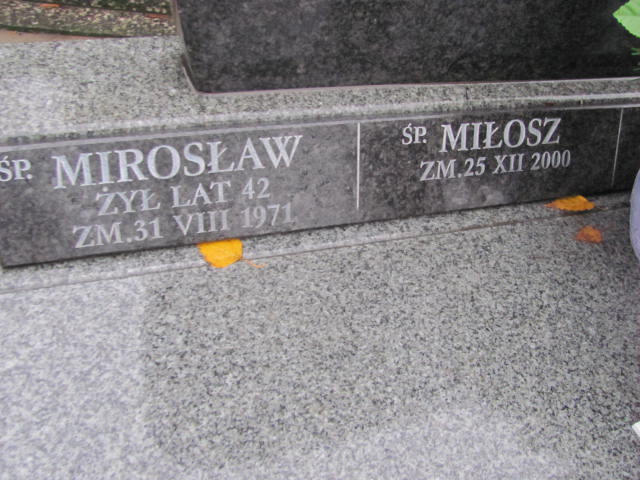 ŚP. MIROSŁAW
ŻYŁ LAT 42
ZM. 31 VIII 1971
ŚP. MIŁOSZ
ZM. 25 XII 2000